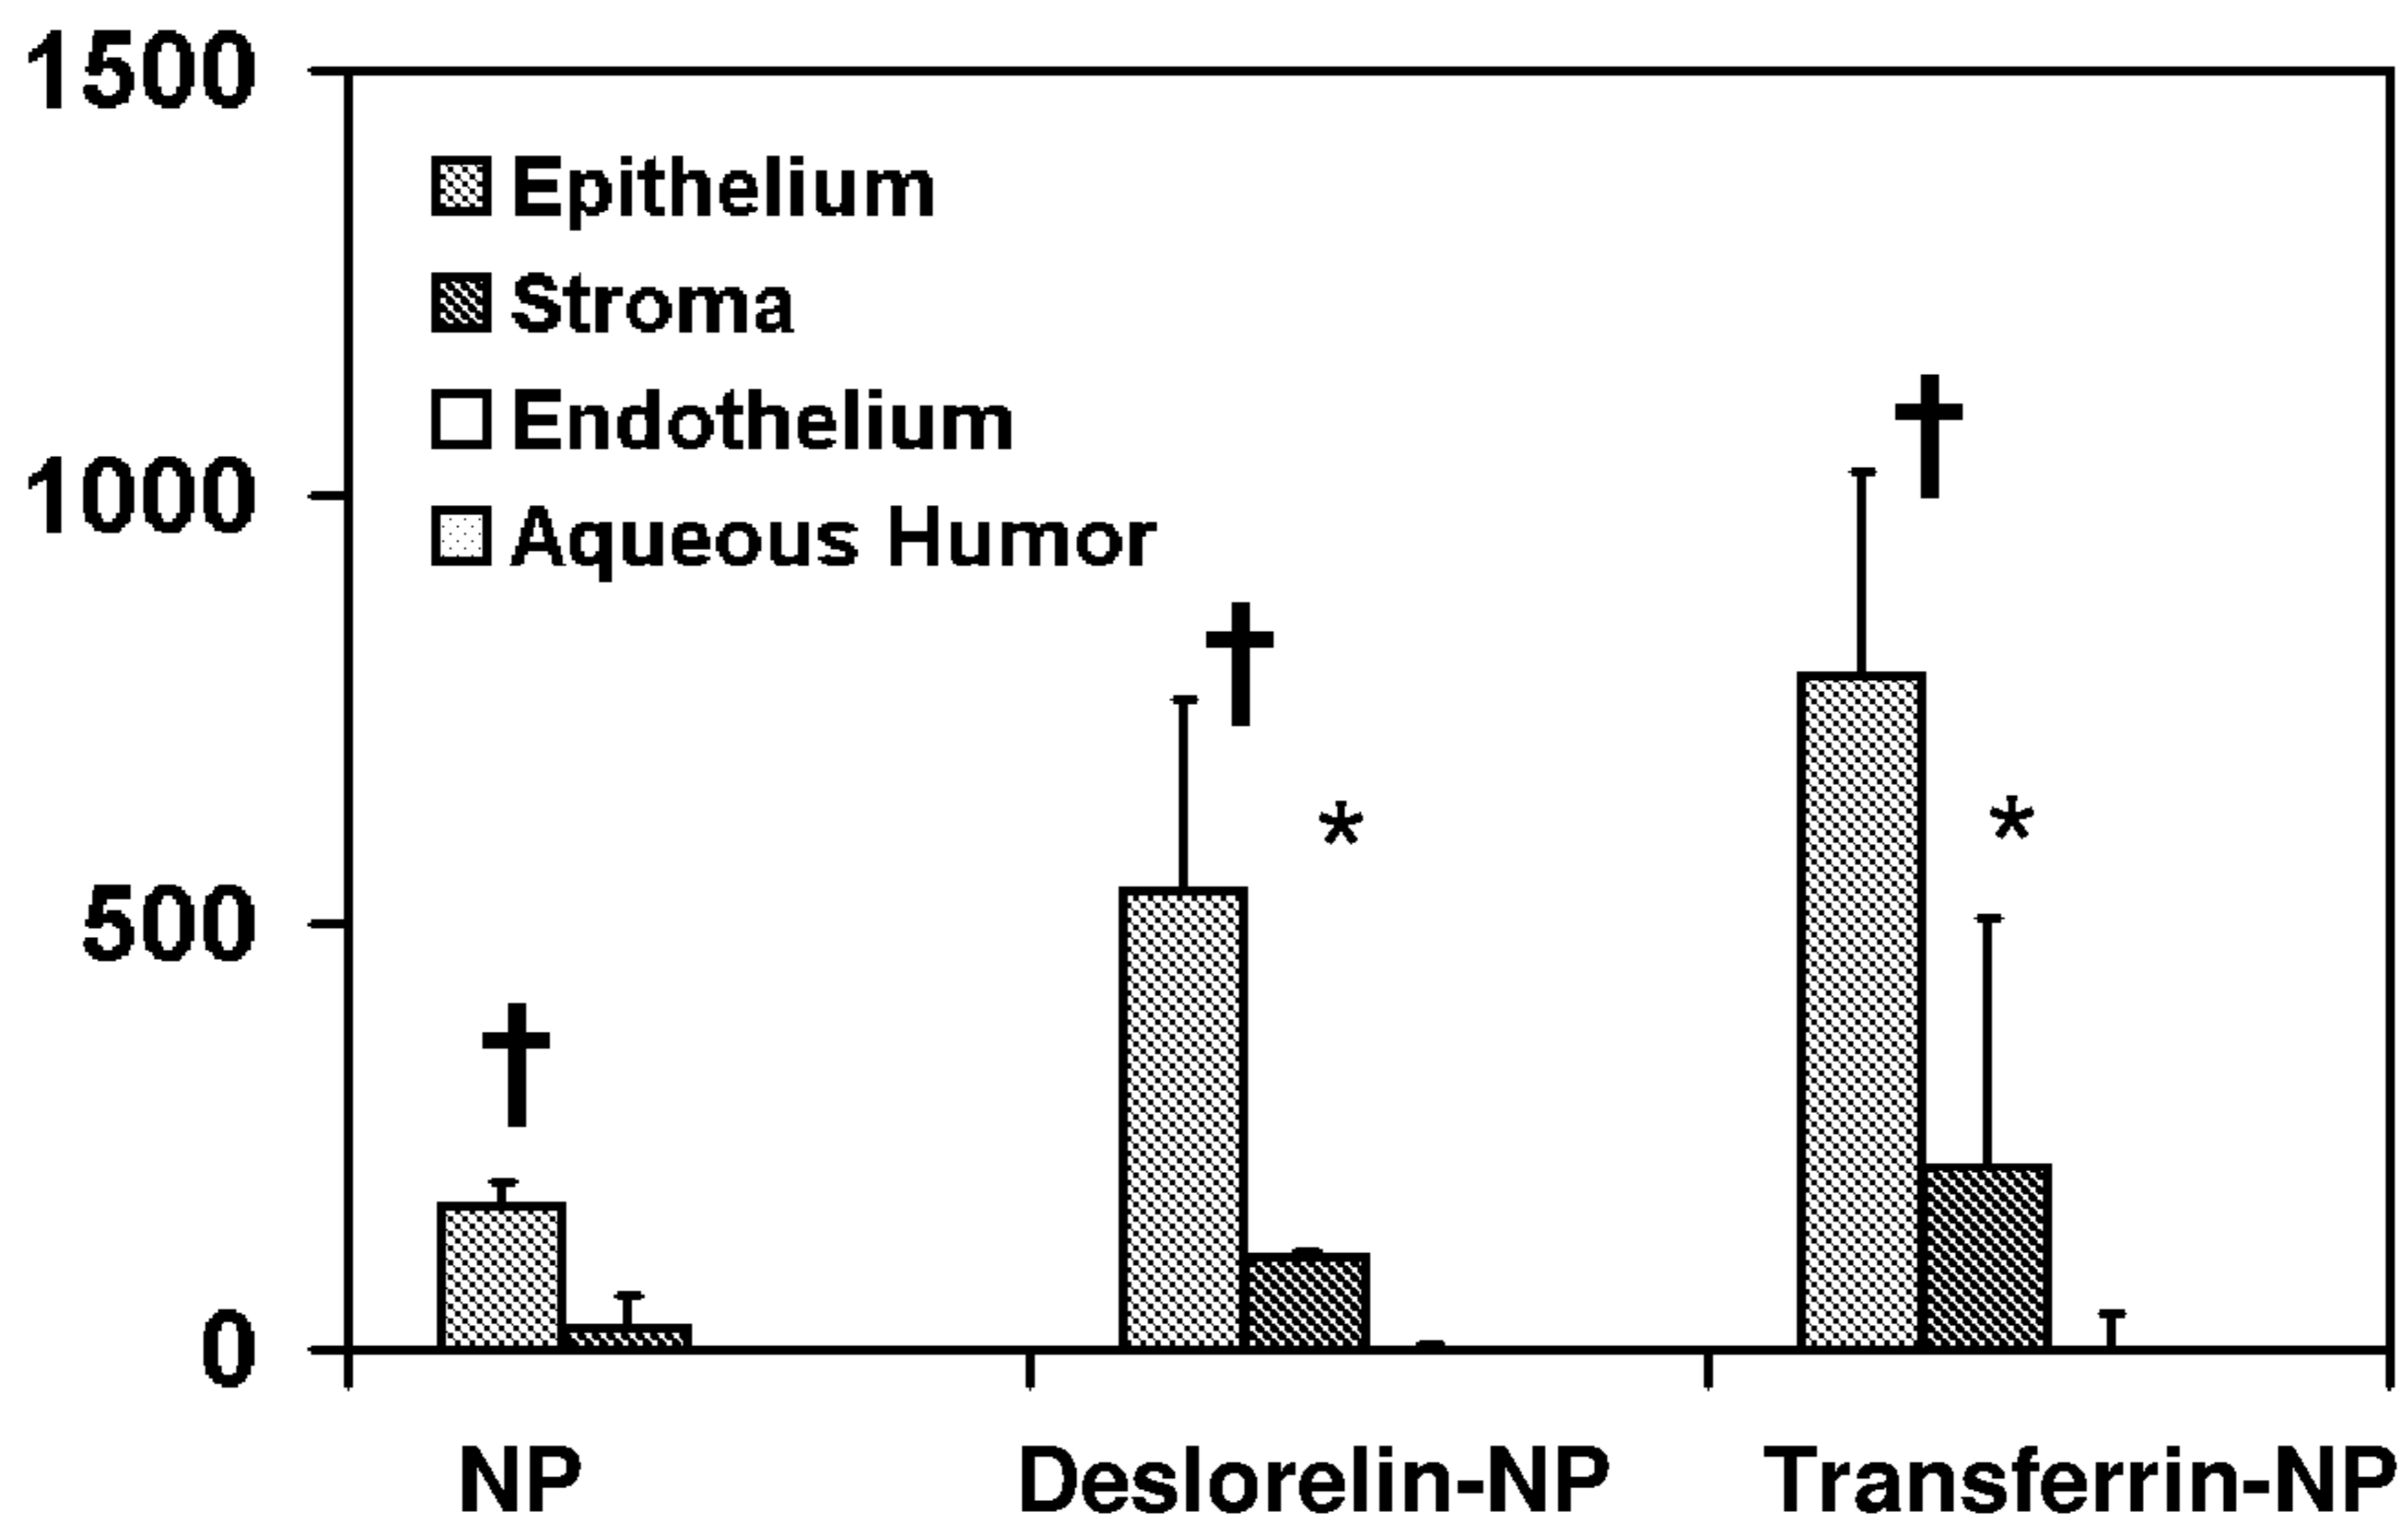 1500
Epithelium
Stroma
Endothelium
1000
Aqueous Humor
†
†
*
*
500
†
0
NP Deslorelin-NP Transferrin-NP